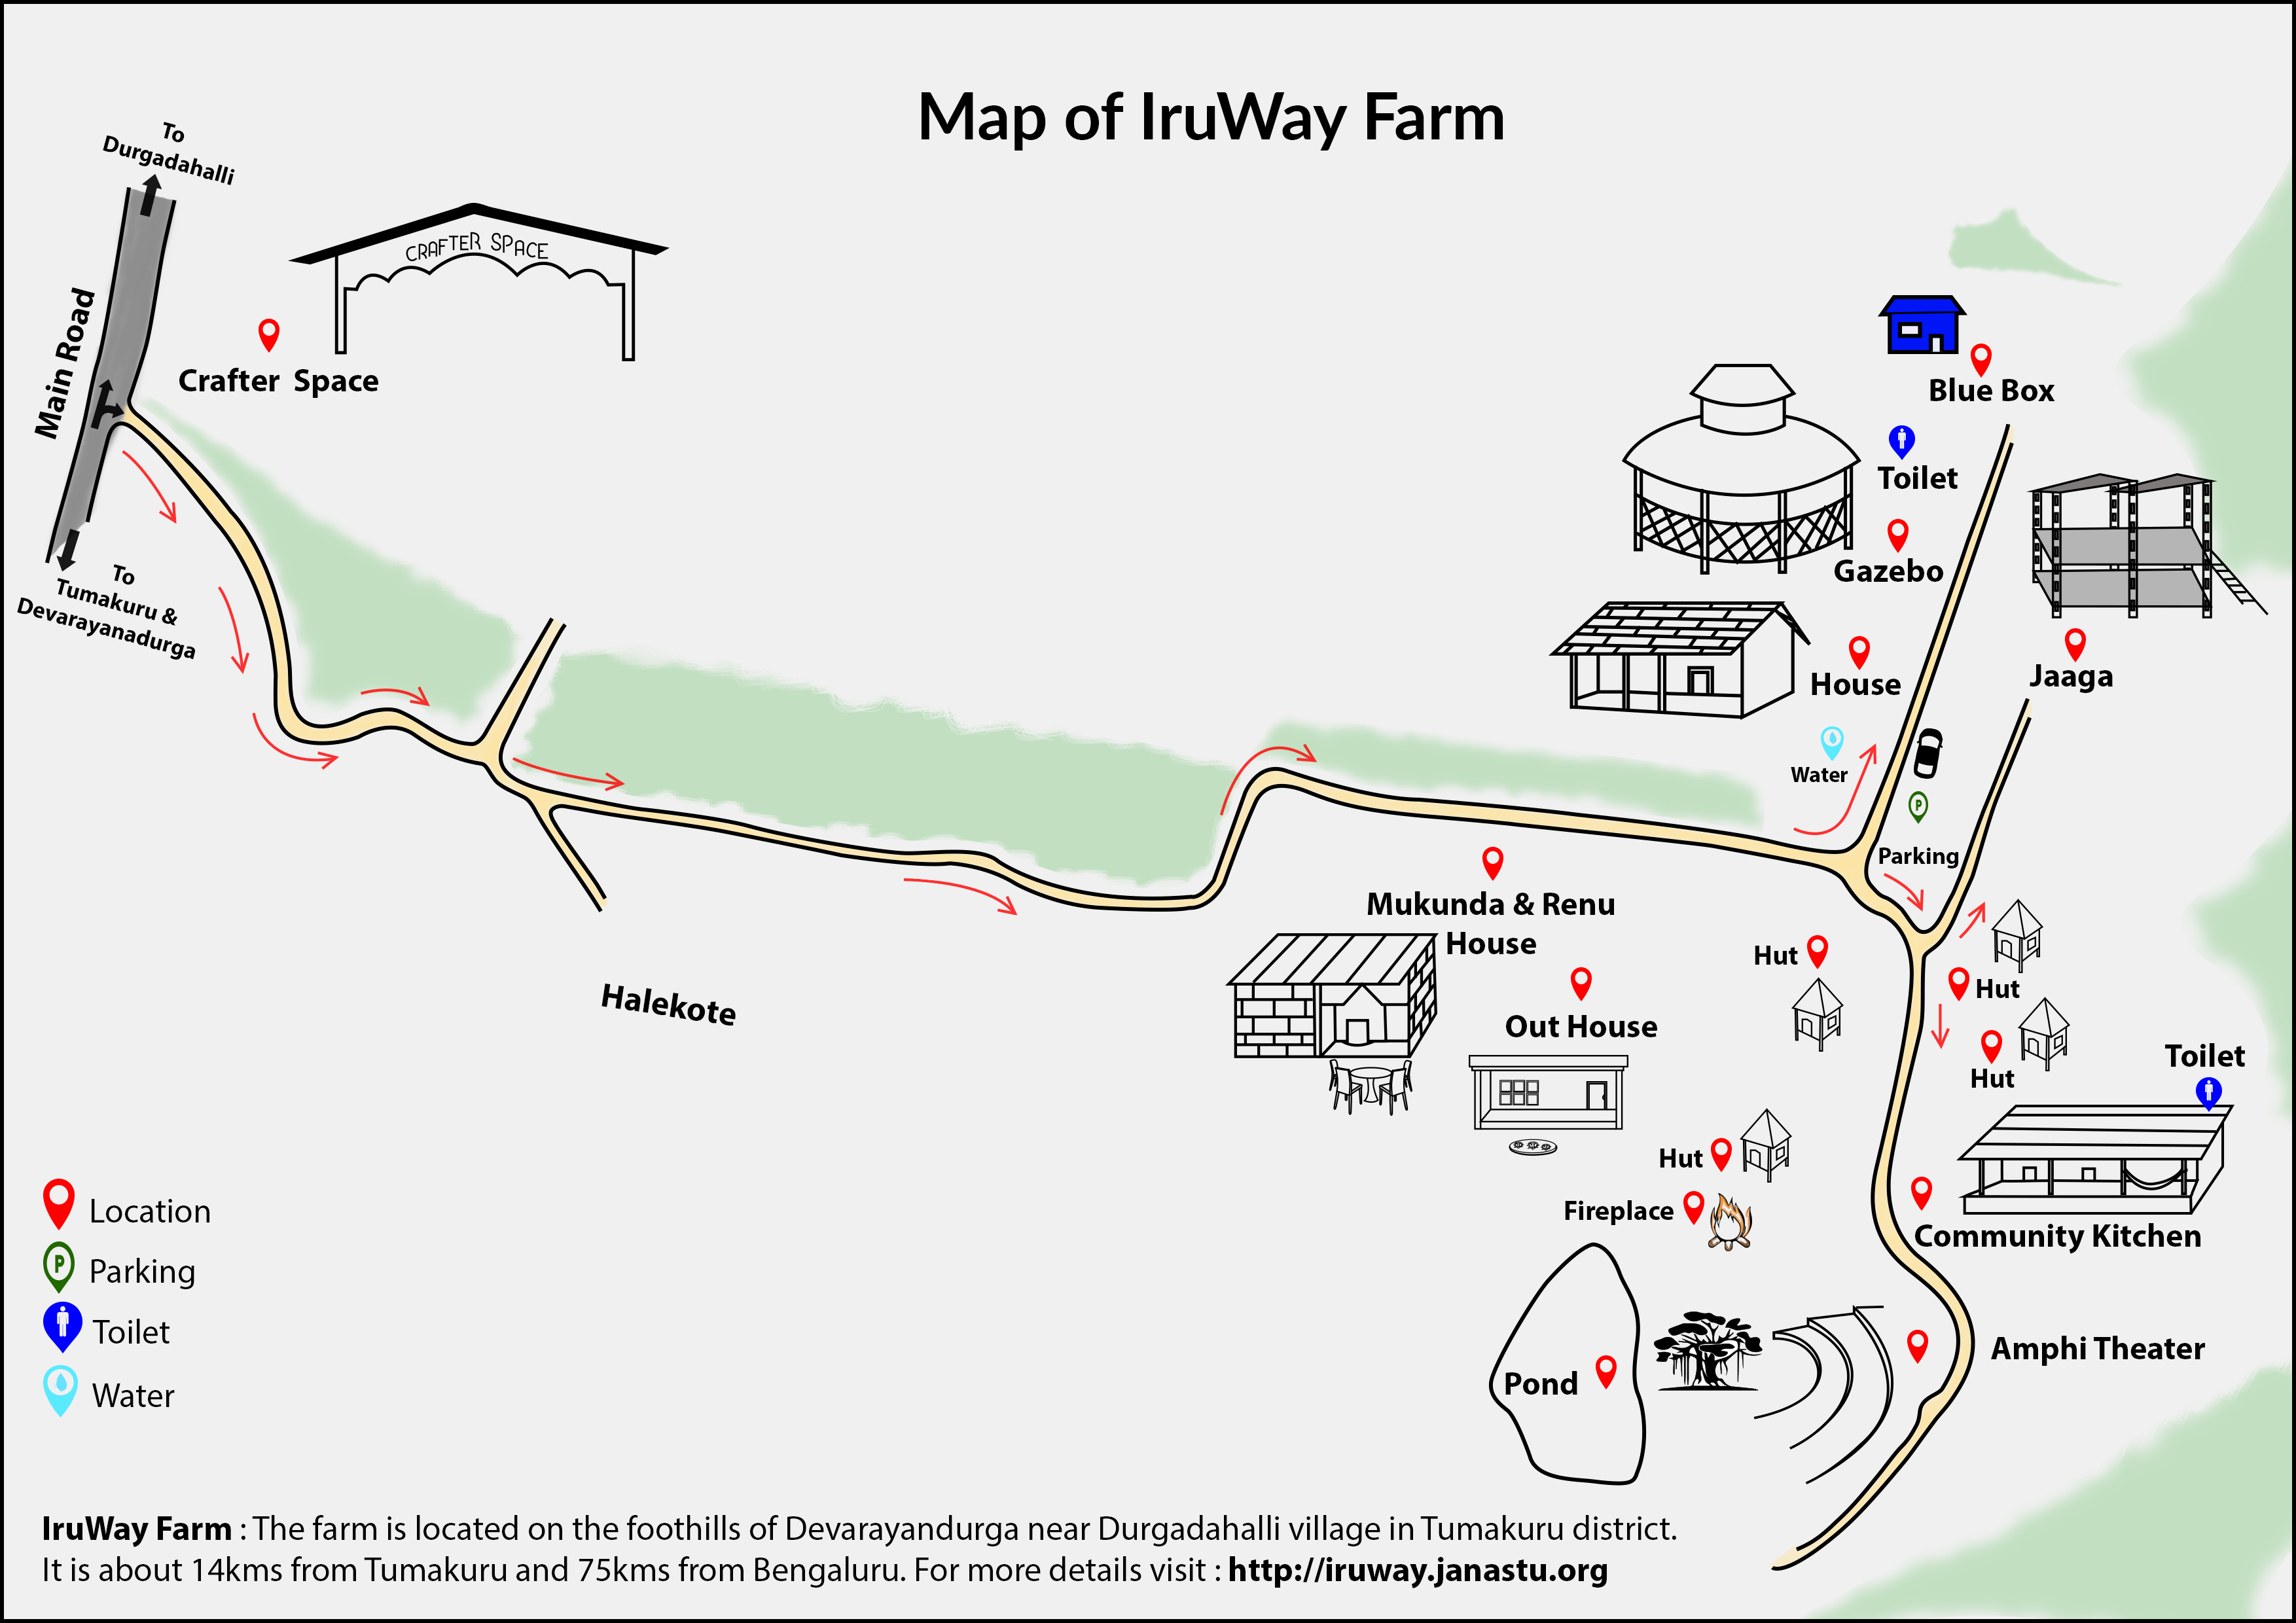 Map of IruWay Farm
To
Durgadahalli
Main Road
CRAFTER SPACE
Crafter Space
To
Tumakuru &
Devarayanadurga
Blue Box
Toilet
Gazebo
House
Jaaga
Water
P
Parking
Mukunda & Renu
House
Out House
Hut
Hut
Hut
Toilet
Halekote
Hut
Fireplace
Community Kitchen
Pond
Amphi Theater
Location
P
Parking
Toilet
Water
IruWay Farm : The farm is located on the foothills of Devarayandurga near Durgadahalli village in Tumakuru district.
It is about 14kms from Tumakuru and 75kms from Bengaluru. For more details visit : http://iruway.janastu.org